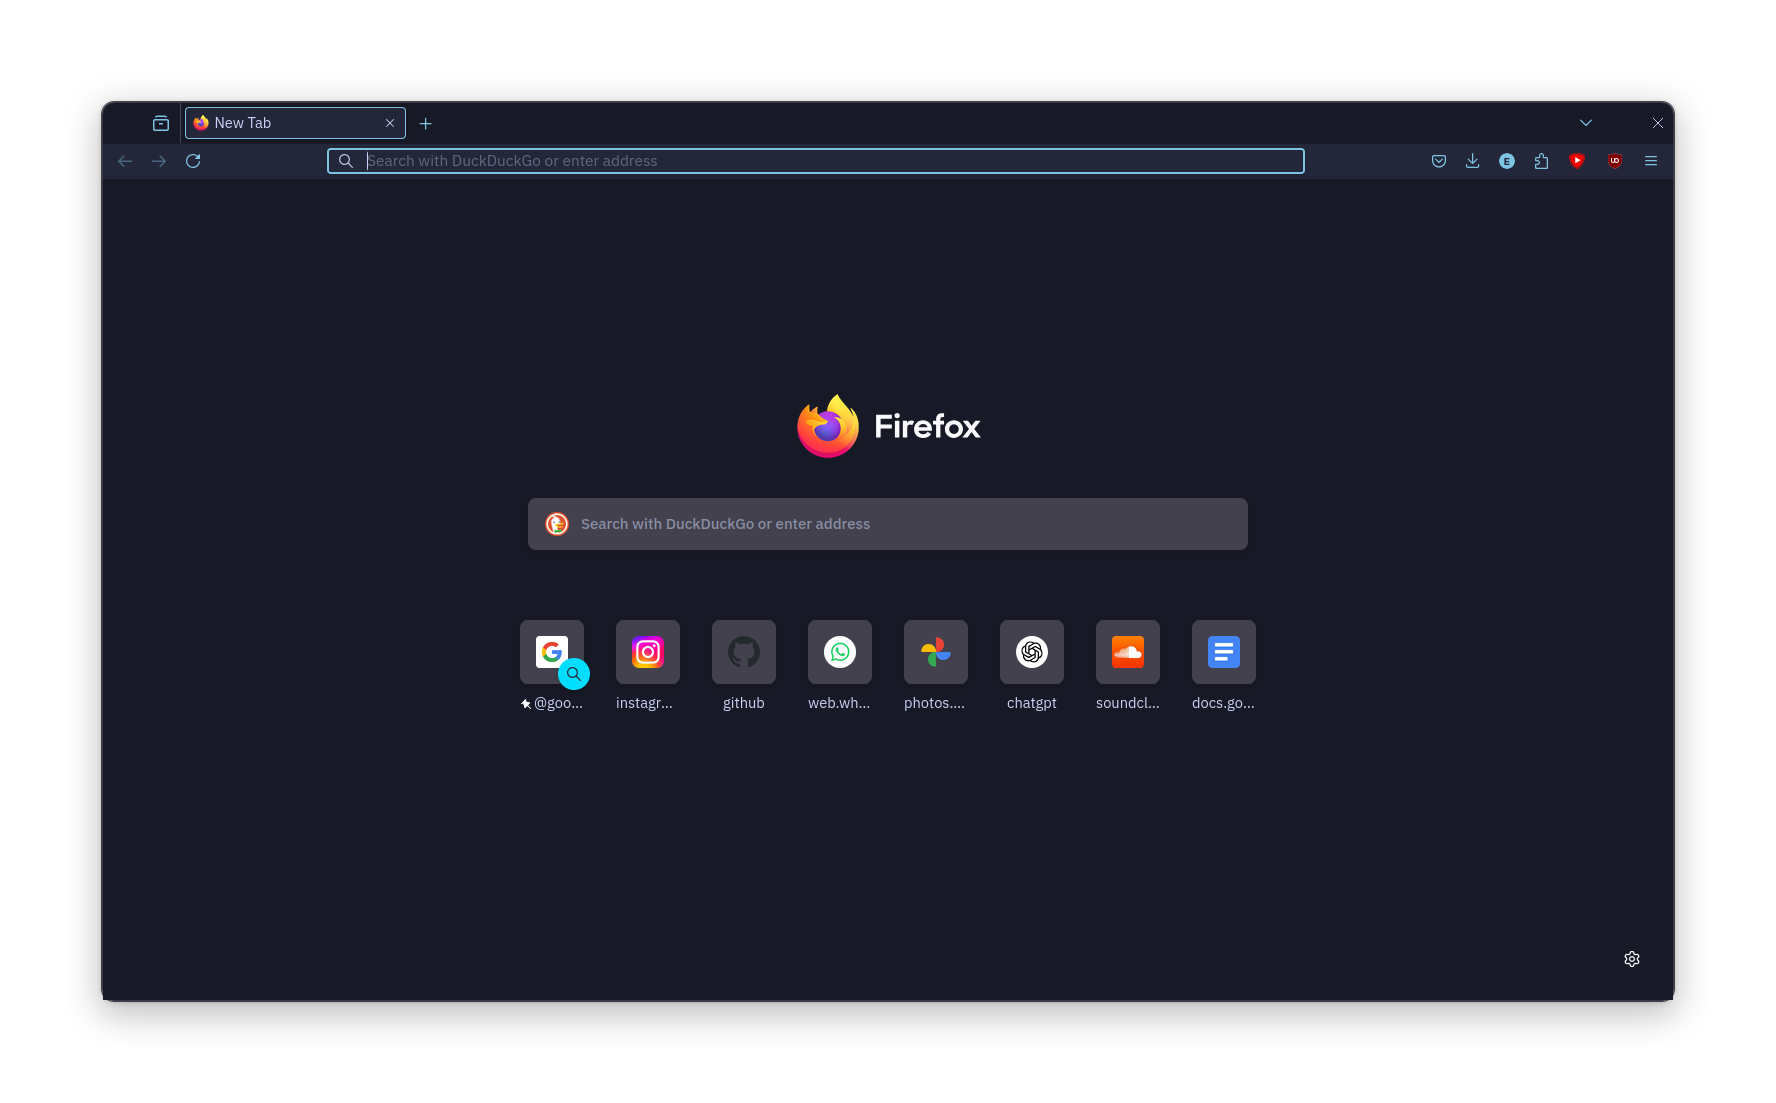 New Tab
Search with DuckDuckGo or enter address
E
UD
Firefox
Search with DuckDuckGo or enter address
@goo...
instagr...
github
web.wh...
photos....
chatgpt
soundcl...
docs.go...